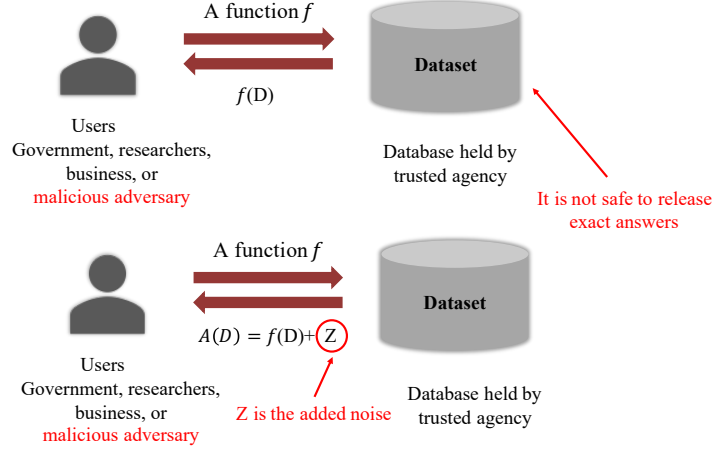 A function f
Dataset
f(D)
Users
Government, researchers,
business, or
malicious adversary
Database held by
trusted agency
It is not safe to release
exact answers
A function f
Dataset
A(D) = f(D)+ Z
Users
Government, researchers,
business, or
malicious adversary
Z is the added noise
Database held by
trusted agency